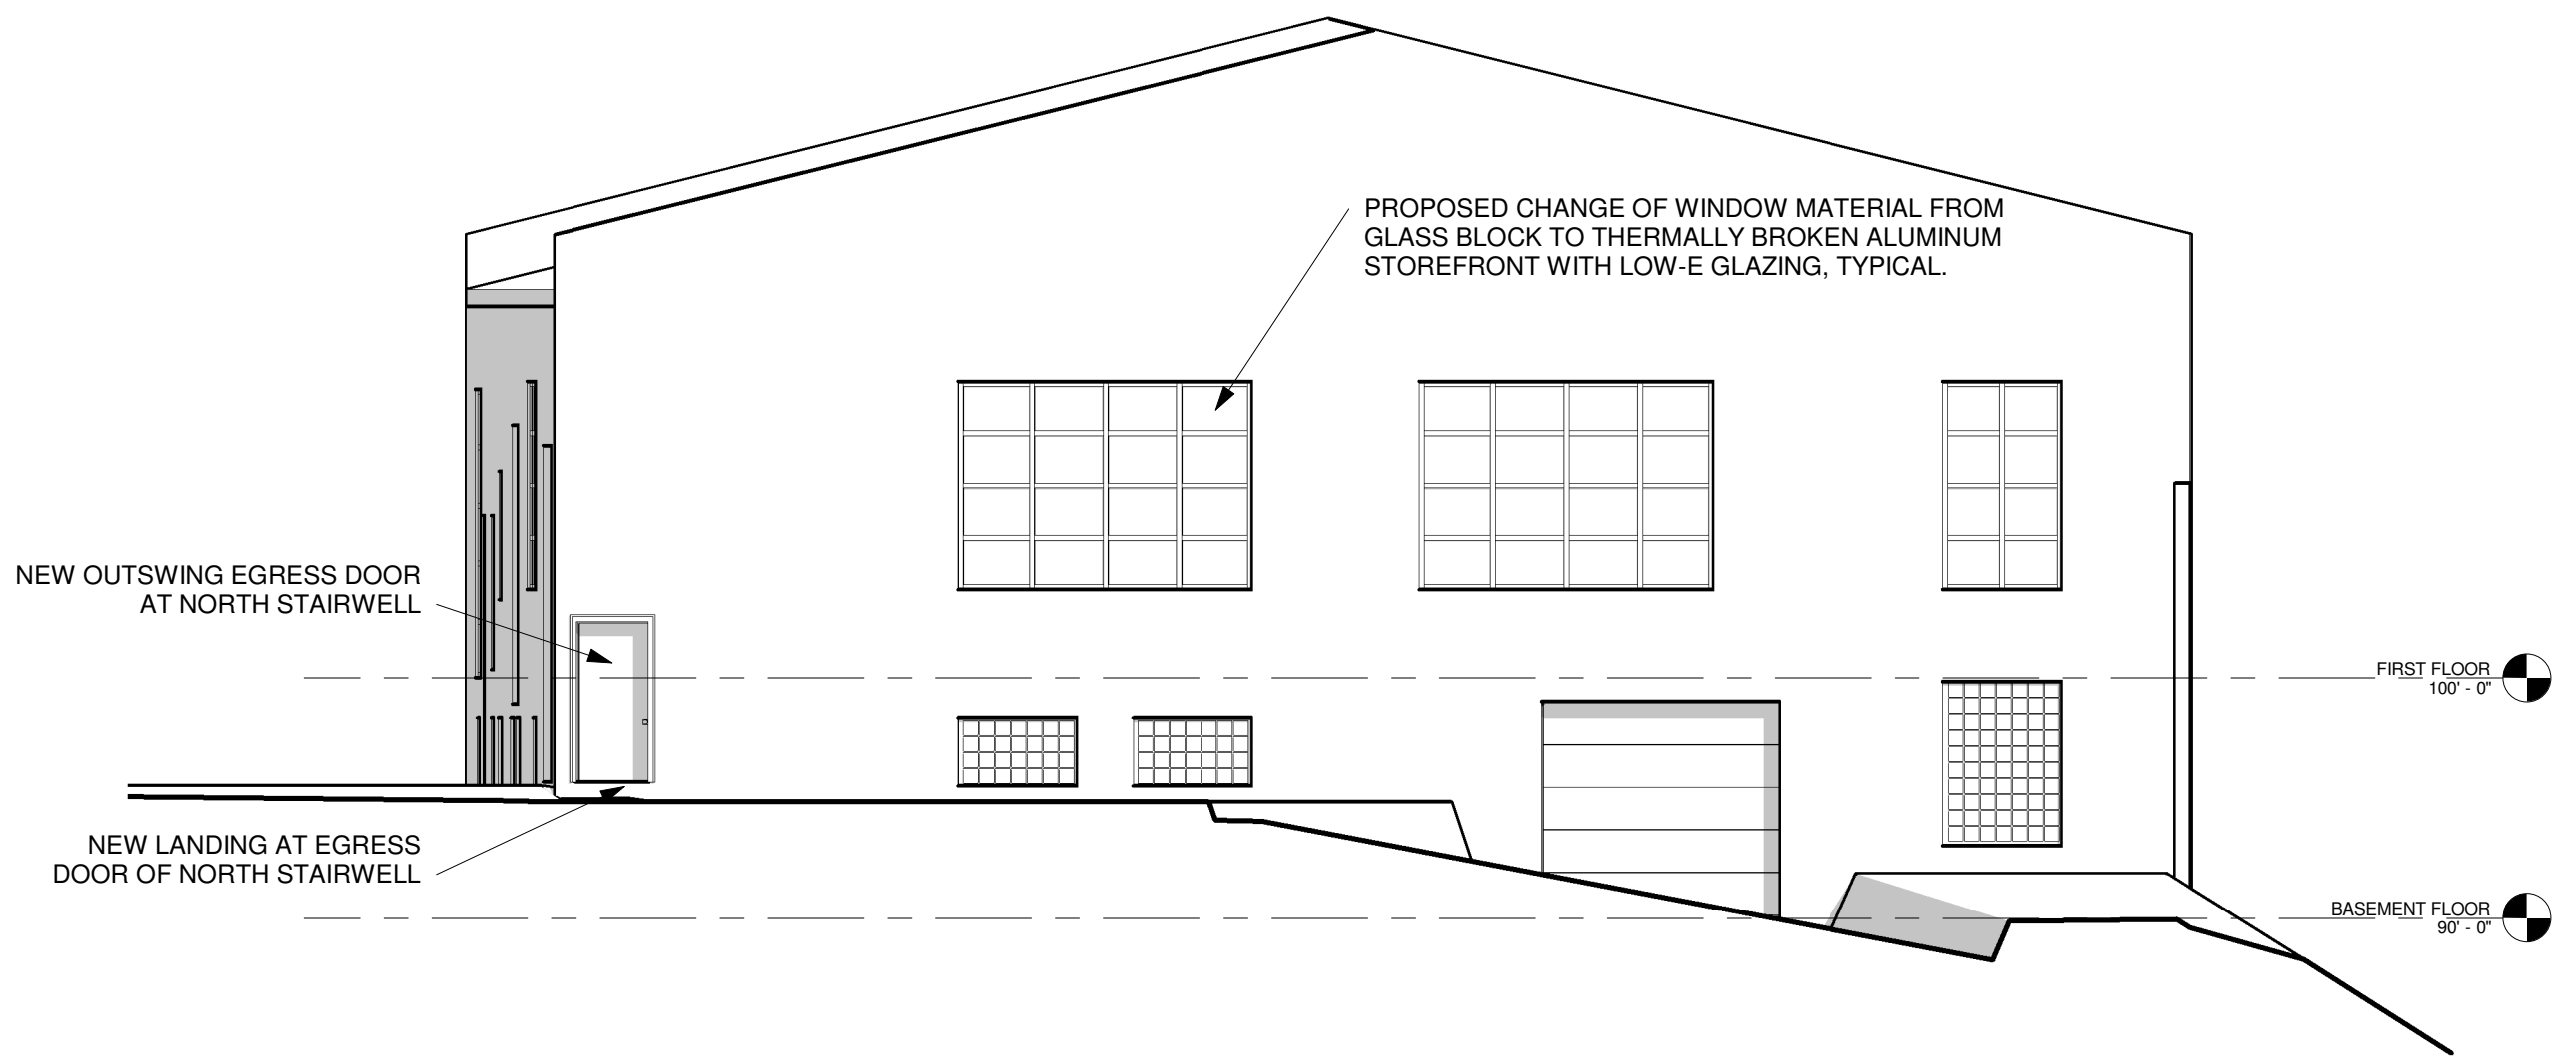 PROPOSED CHANGE OF WINDOW MATERIAL FROM
GLASS BLOCK TO THERMALLY BROKEN ALUMINUM
STOREFRONT WITH LOW-E GLAZING, TYPICAL.
NEW OUTSWING EGRESS DOOR
AT NORTH STAIRWELL
FIRST FLOOR
100' - 0"
NEW LANDING AT EGRESS
DOOR OF NORTH STAIRWELL
BASEMENT FLOOR
90' - 0"